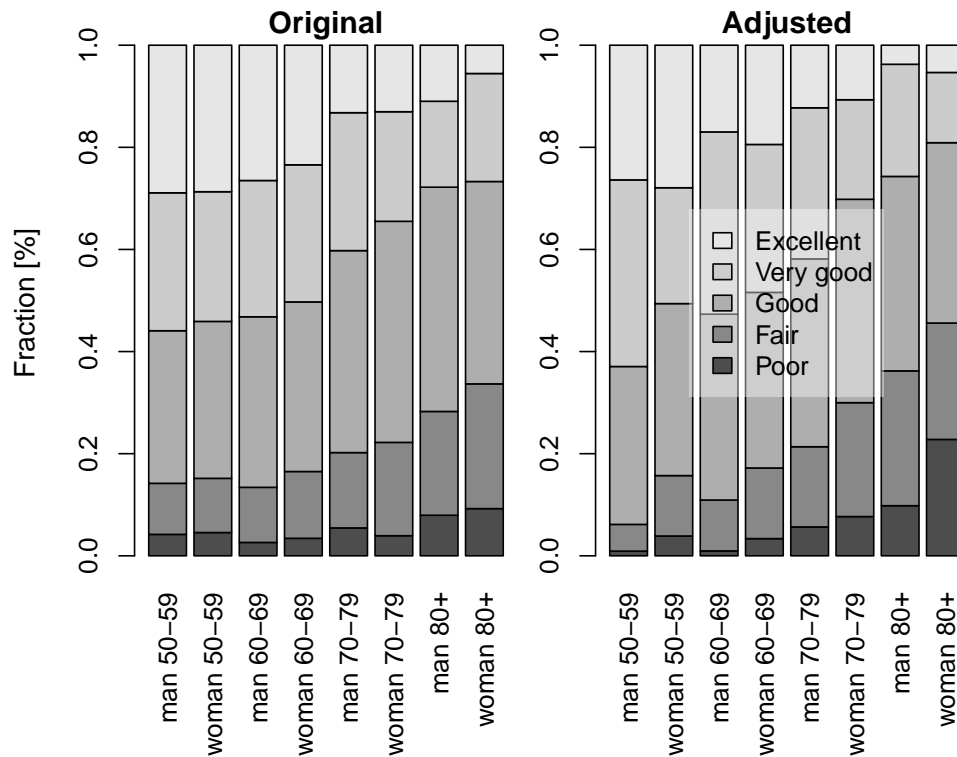 Original
Adjusted
Fraction [%]
1.0
0.8
0.6
0.4
0.2
0.0
man 50−59
woman 50−59
man 60−69
woman 60−69
man 70−79
woman 70−79
man 80+
woman 80+
1.0
0.8
0.6
0.4
0.2
0.0
Excellent
Very good
Good
Fair
Poor
man 50−59
woman 50−59
man 60−69
woman 60−69
man 70−79
woman 70−79
man 80+
woman 80+